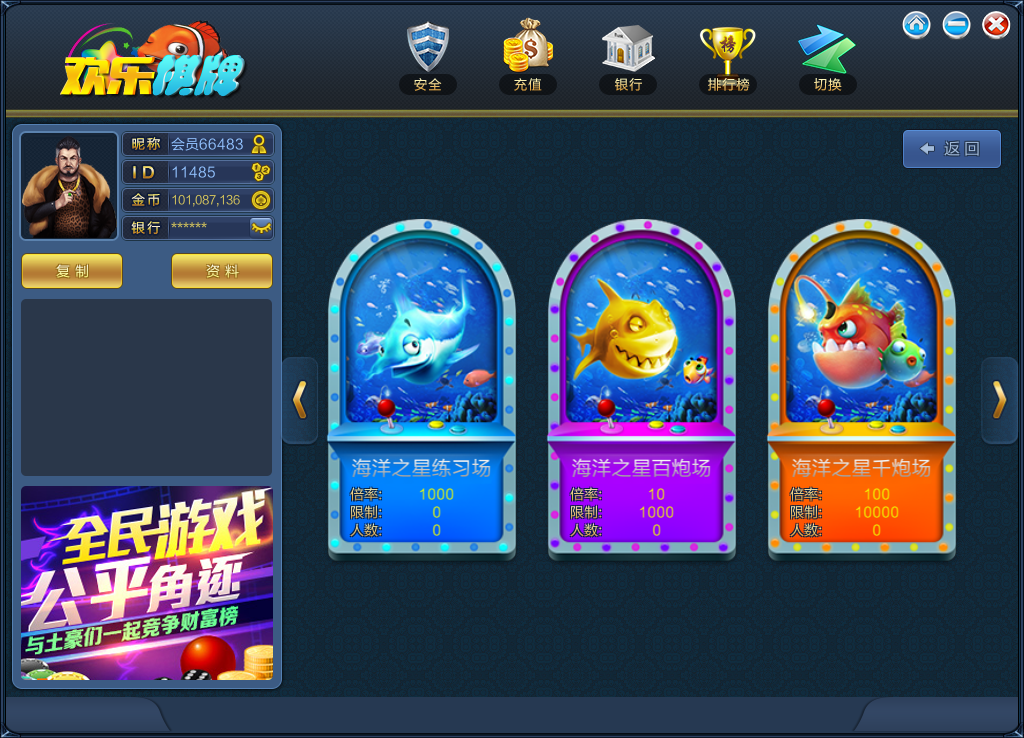 欢乐棋牌
安全
充值
银行
排行榜
切换
昵称 会员66483
ID 11485
金币 101,087,136
银行 ******
复制
资料
返回
海洋之星练习场
倍率: 1000
限制: 0
人数: 0
海洋之星百炮场
倍率: 10
限制: 1000
人数: 0
海洋之星千炮场
倍率: 100
限制: 10000
人数: 0
全民游戏
公平角逐
与土豪们一起竞争财富榜